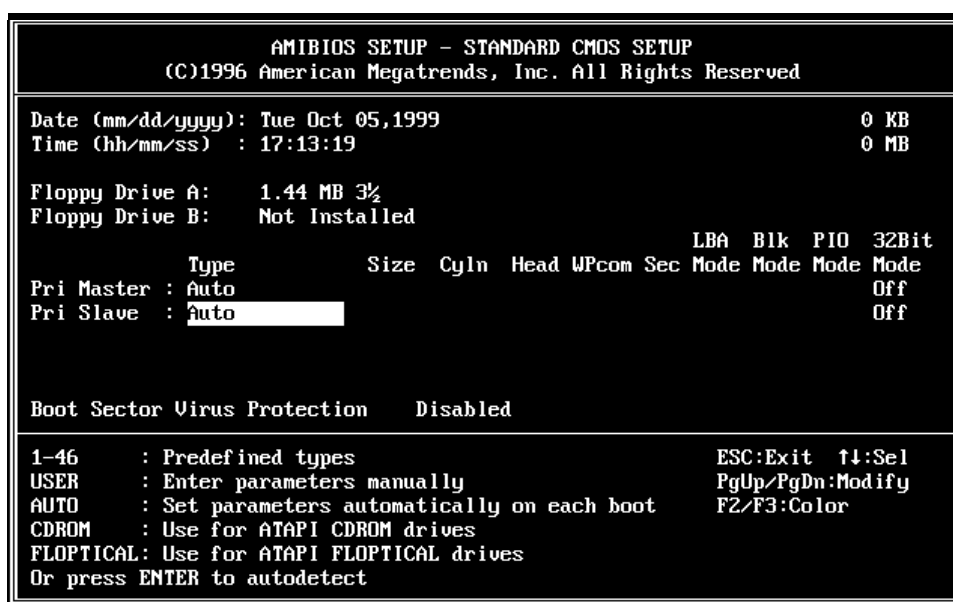 AMIBIOS SETUP - STANDARD CMOS SETUP
(C)1996 American Megatrends, Inc. All Rights Reserved
Date (mm/dd/yyyy): Tue Oct 05,1999 0 KB
Time (hh/mm/ss) : 17:13:19 0 MB
Floppy Drive A: 1.44 MB 3½
Floppy Drive B: Not Installed
LBA Blk PIO 32Bit
Type Size Cyln Head WPcom Sec Mode Mode Mode Mode
Pri Master : Auto Off
Pri Slave : Auto Off
Boot Sector Virus Protection Disabled
1-46 : Predefined types ESC:Exit ↑↓:Sel
USER : Enter parameters manually PgUp/PgDn:Modify
AUTO : Set parameters automatically on each boot F2/F3:Color
CDROM : Use for ATAPI CDROM drives
FLOPTICAL: Use for ATAPI FLOPTICAL drives
Or press ENTER to autodetect